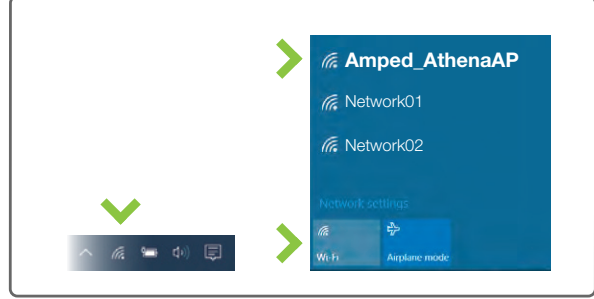 Amped_AthenaAP
Network01
Network02
Network settings
Wi-Fi
Airplane mode